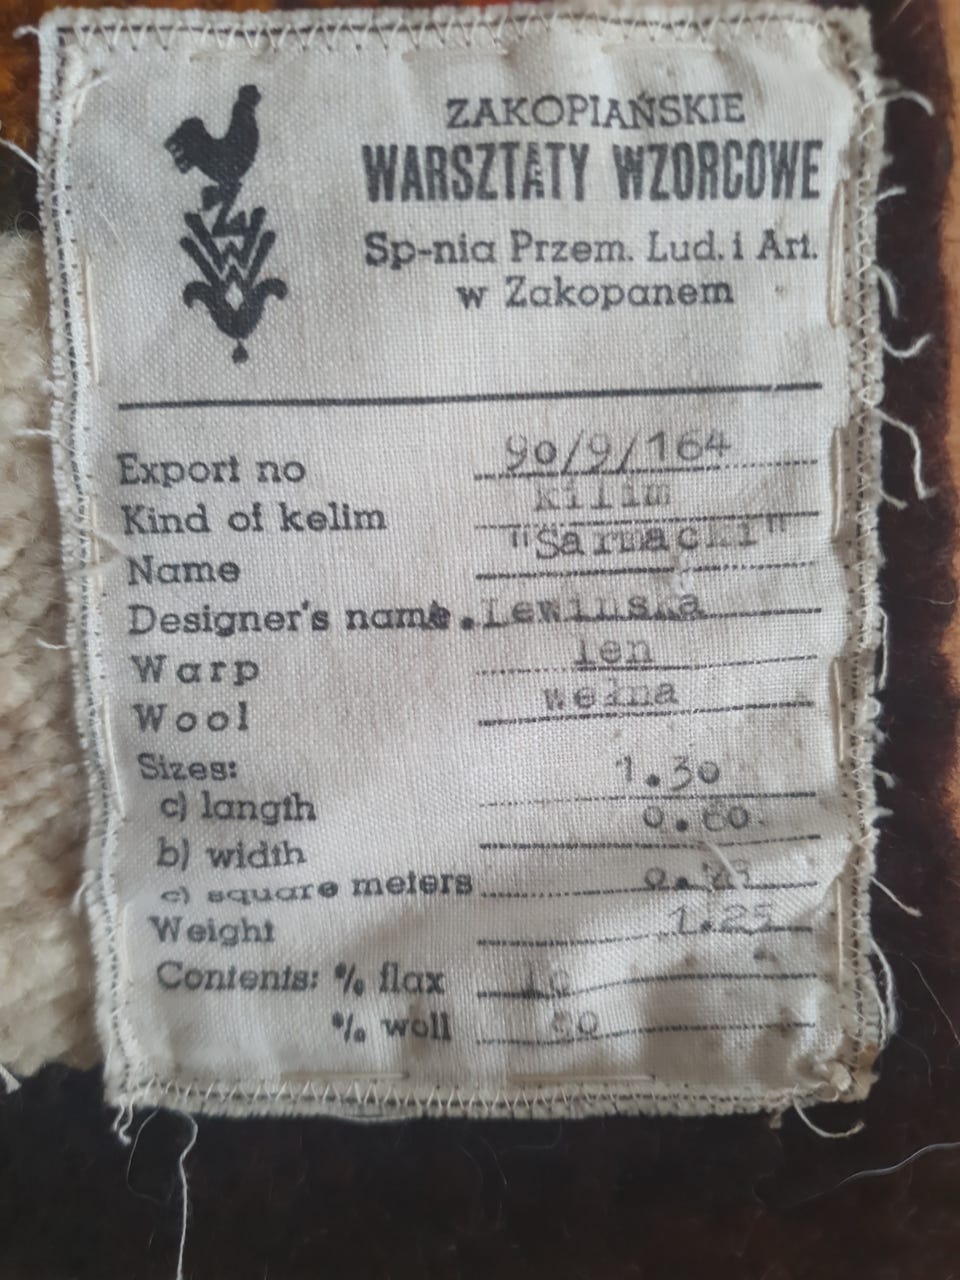 ZWW
ZAKOPIAŃSKIE
WARSZTATY WZORCOWE
Sp-nia Przem. Lud. i Art.
w Zakopanem
Export no 90/9/164
Kind of kelim kilim
Name "Sarmacki"
Designer's name. Lewinska
Warp len
Wool wełna
Sizes:
c) langth 1.30
b) width 0.60
c) square meters
Weight 1.25
Contents: % flax
% woll